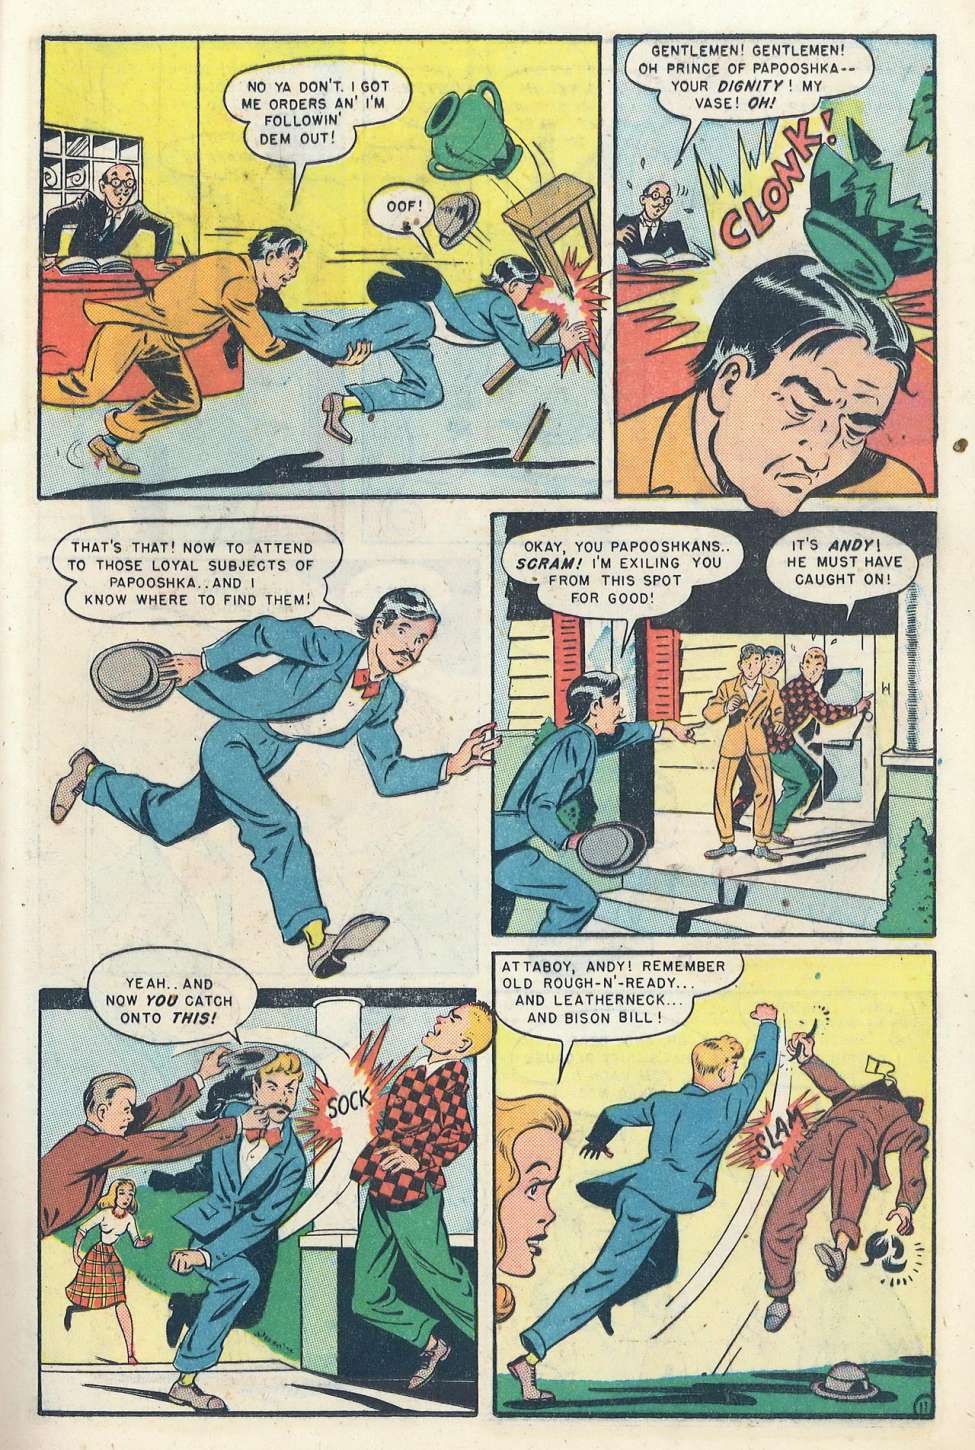 NO YA DON'T. I GOT
ME ORDERS AN' I'M
FOLLOWIN'
DEM OUT!
OOF!
GENTLEMEN! GENTLEMEN!
OH PRINCE OF PAPOOSHKA--
YOUR DIGNITY! MY
VASE! OH!
CLONK!
THAT'S THAT! NOW TO ATTEND
TO THOSE LOYAL SUBJECTS OF
PAPOOSHKA..AND I
KNOW WHERE TO FIND THEM!
OKAY, YOU PAPOOSHKANS..
SCRAM! I'M EXILING YOU
FROM THIS SPOT
FOR GOOD!
IT'S ANDY!
HE MUST HAVE
CAUGHT ON!
YEAH..AND
NOW YOU CATCH
ONTO THIS!
SOCK
ATTABOY, ANDY! REMEMBER
OLD ROUGH-N'-READY...
AND LEATHERNECK...
AND BISON BILL!
SLAM
11